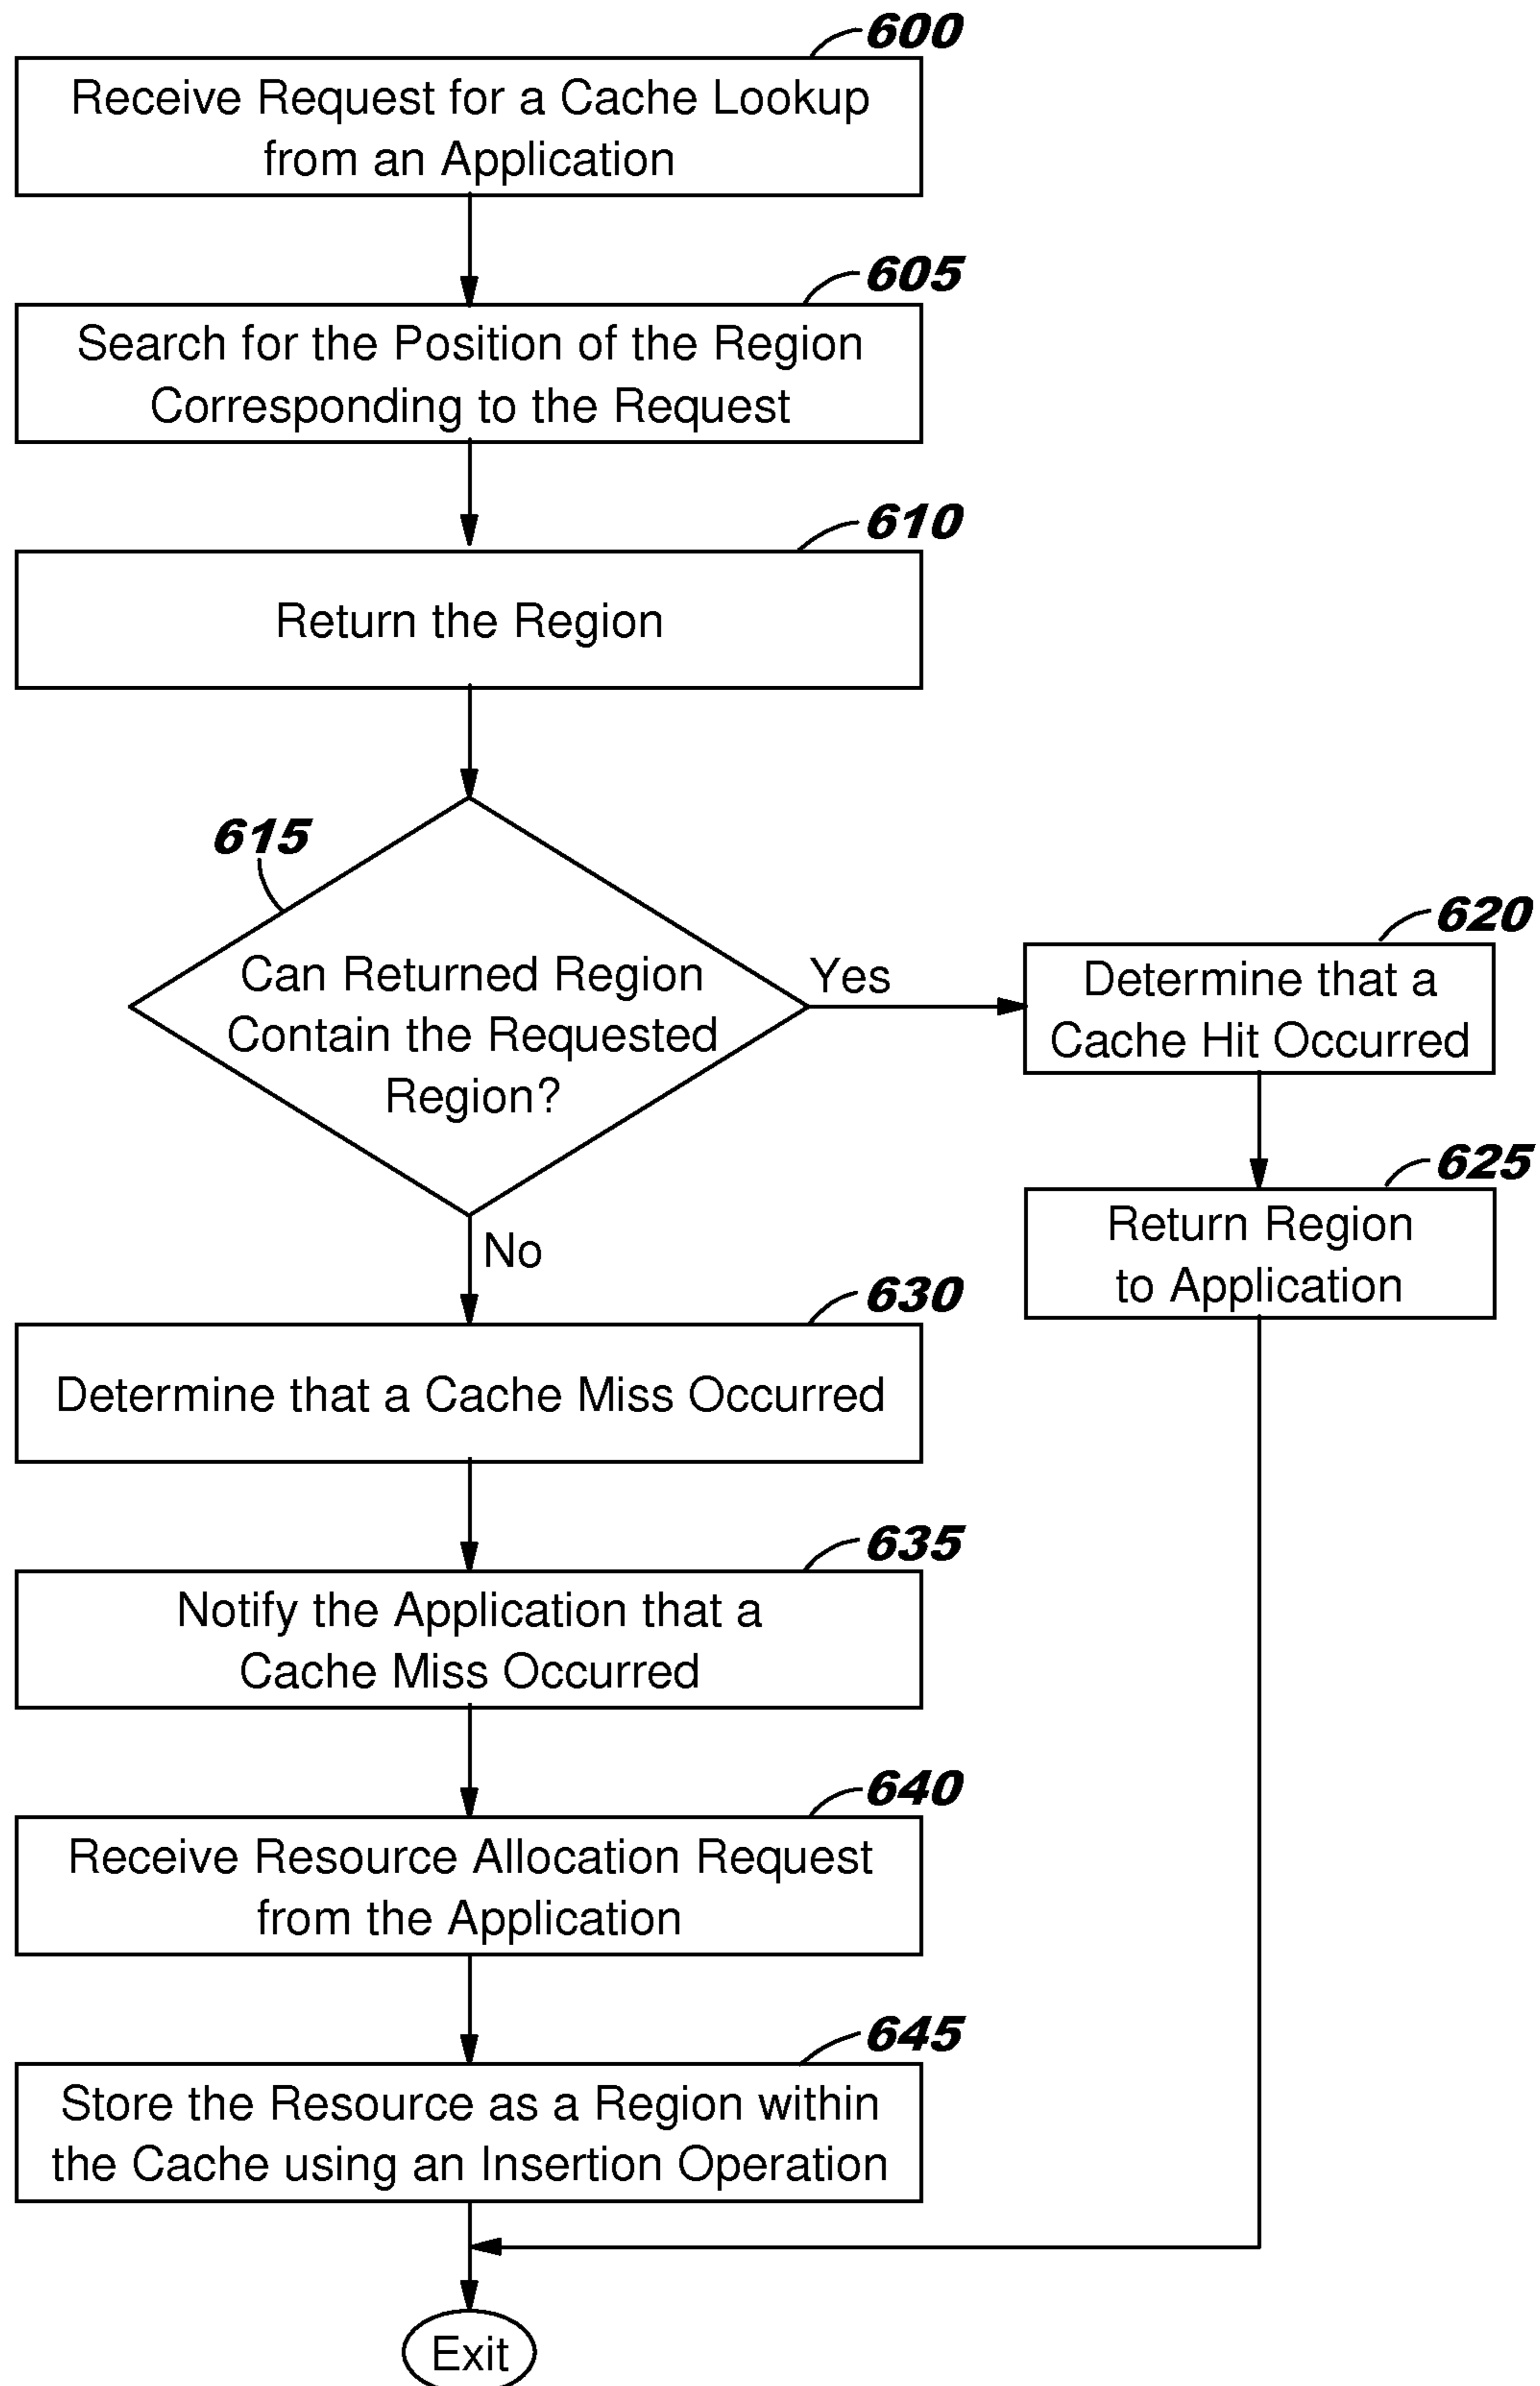 600
Receive Request for a Cache Lookup
from an Application
605
Search for the Position of the Region
Corresponding to the Request
610
Return the Region
615
Can Returned Region
Contain the Requested
Region?
Yes
620
Determine that a
Cache Hit Occurred
625
Return Region
to Application
No
630
Determine that a Cache Miss Occurred
635
Notify the Application that a
Cache Miss Occurred
640
Receive Resource Allocation Request
from the Application
645
Store the Resource as a Region within
the Cache using an Insertion Operation
Exit